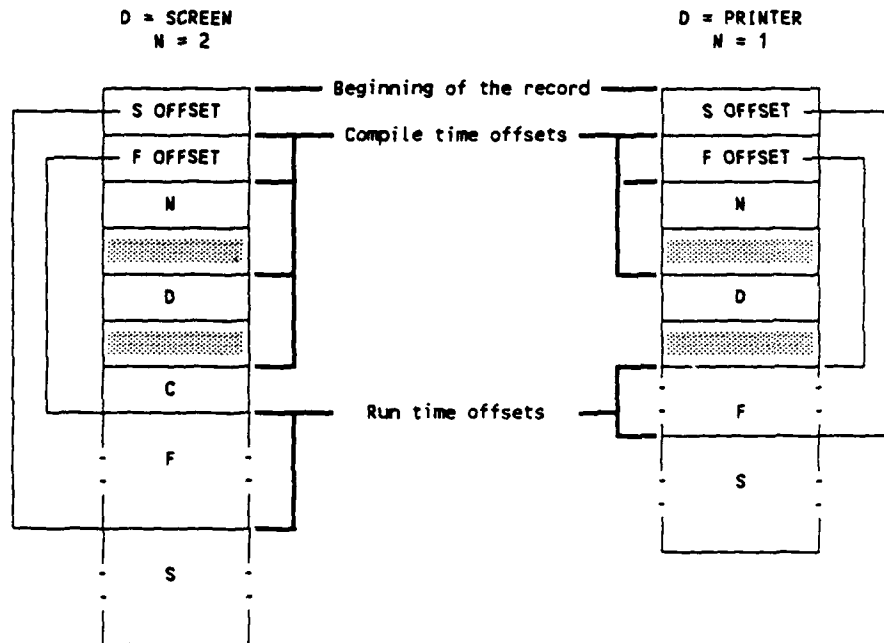 D = SCREEN
N = 2
D = PRINTER
N = 1
Beginning of the record
S OFFSET
S OFFSET
Compile time offsets
F OFFSET
F OFFSET
N
N
D
D
C
Run time offsets
F
F
S
S